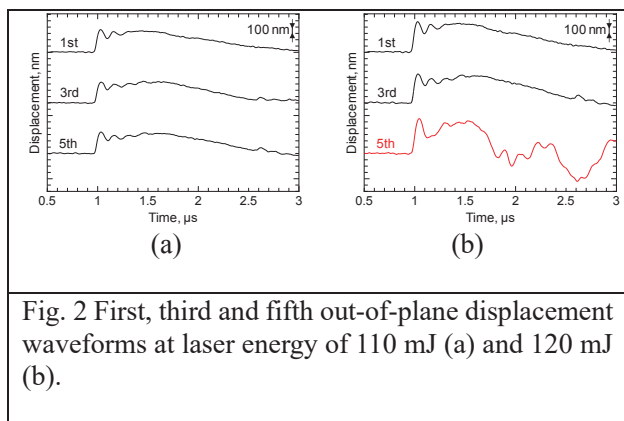 1st
100 nm
3rd
5th
Displacement, nm
0.5 1 1.5 2 2.5 3
Time, µs
(a)
1st
100 nm
3rd
5th
Displacement, nm
0.5 1 1.5 2 2.5 3
Time, µs
(b)
Fig. 2 First, third and fifth out-of-plane displacement
waveforms at laser energy of 110 mJ (a) and 120 mJ
(b).